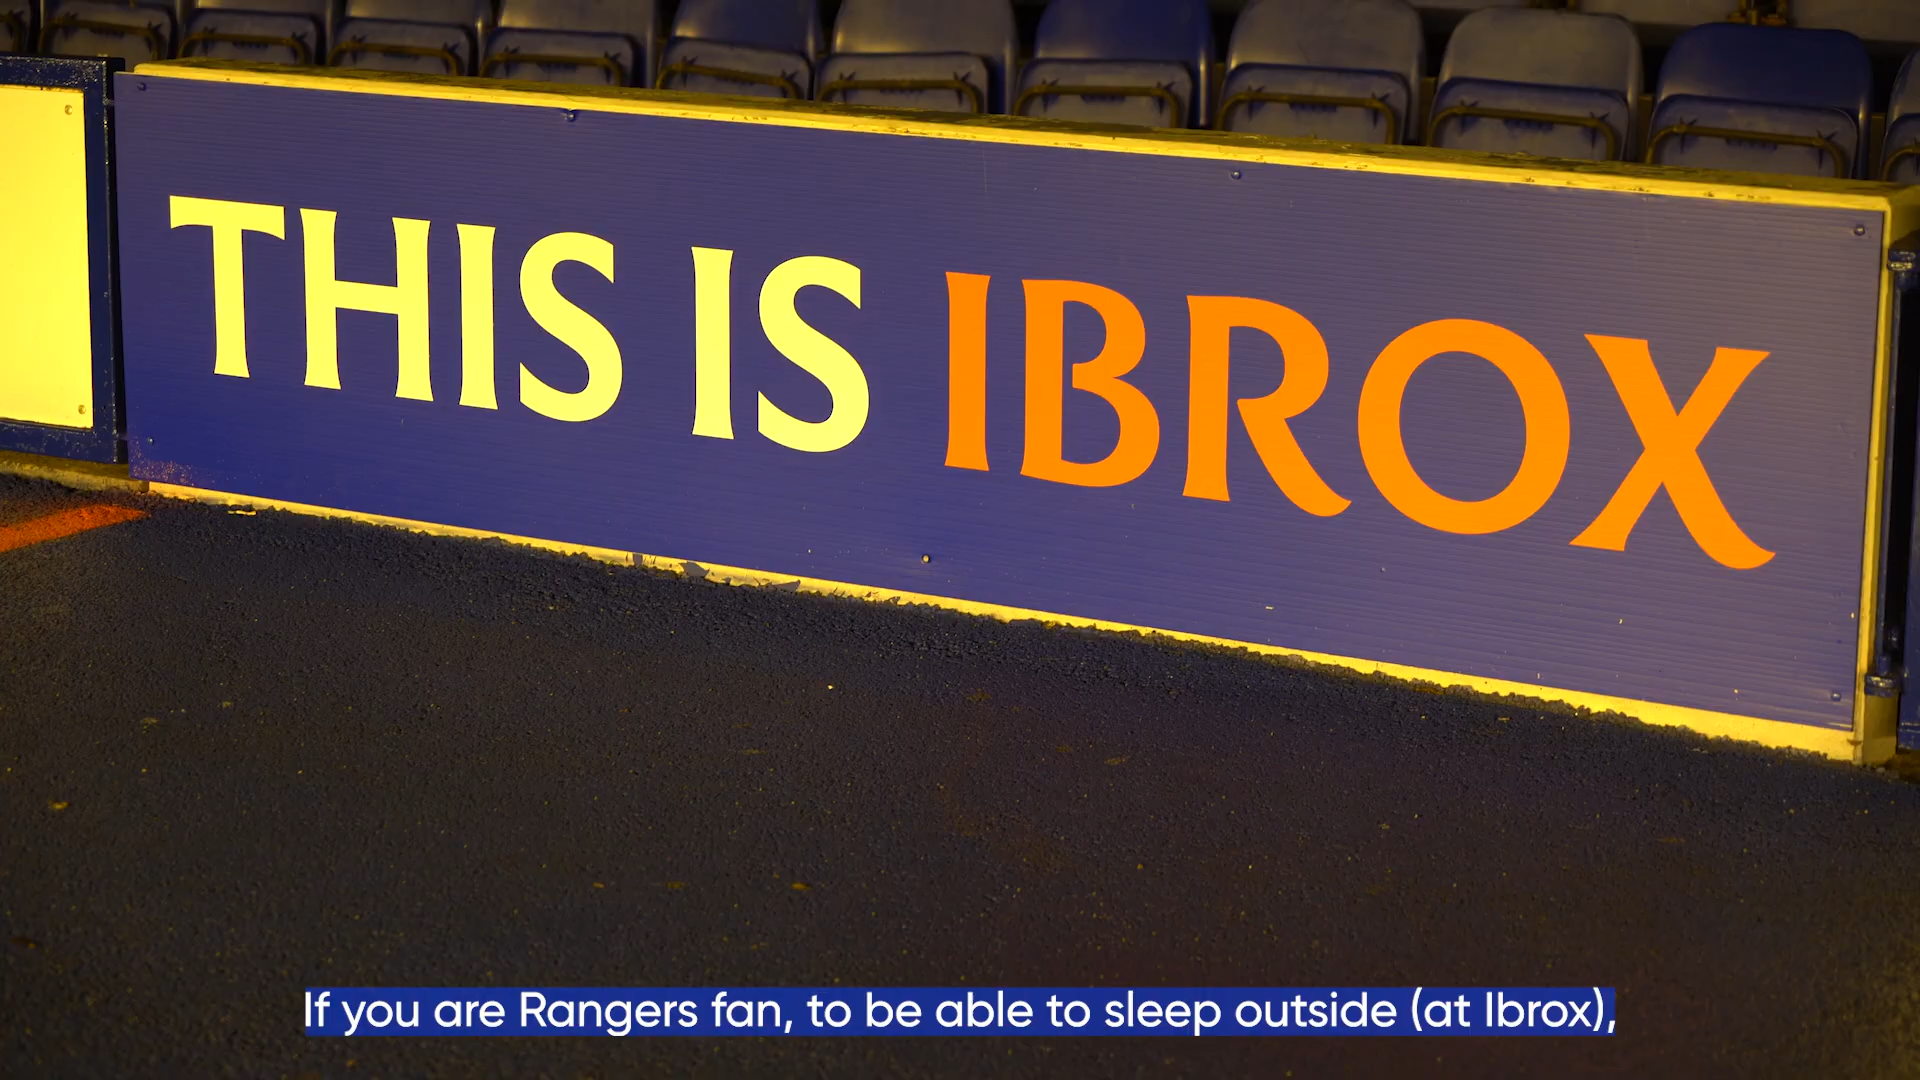 THIS IS IBROX
If you are Rangers fan, to be able to sleep outside (at Ibrox),